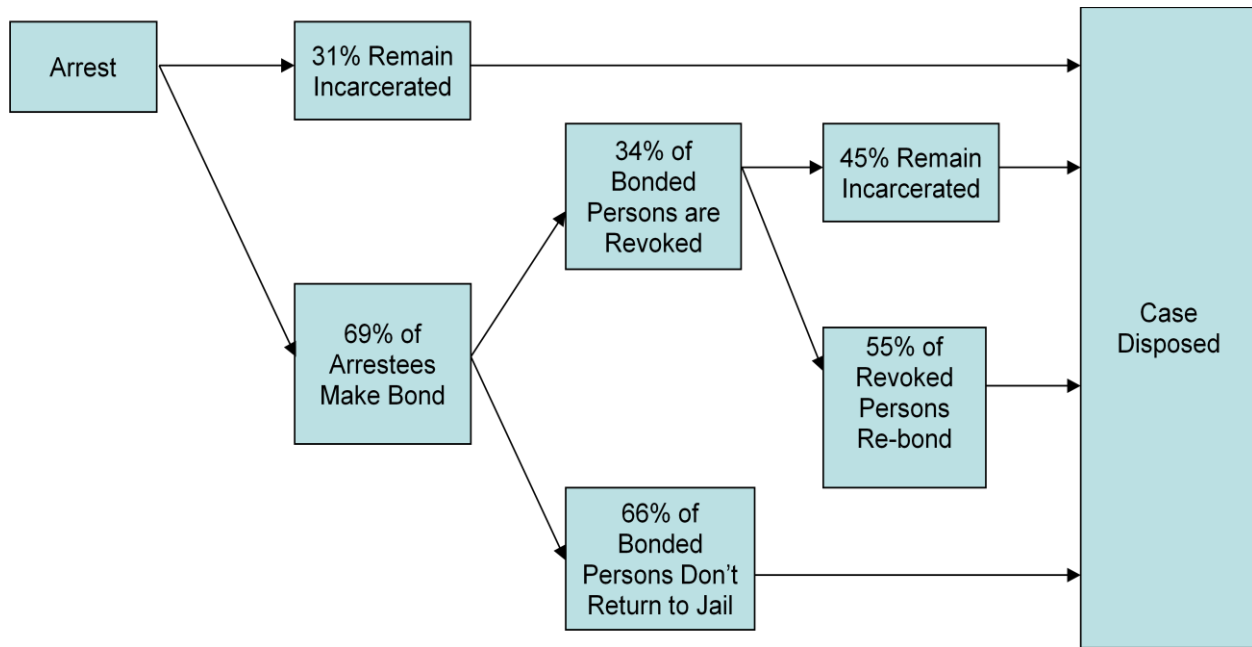 Arrest
31% Remain
Incarcerated
69% of
Arrestees
Make Bond
34% of
Bonded
Persons are
Revoked
66% of
Bonded
Persons Don't
Return to Jail
45% Remain
Incarcerated
55% of
Revoked
Persons
Re-bond
Case
Disposed